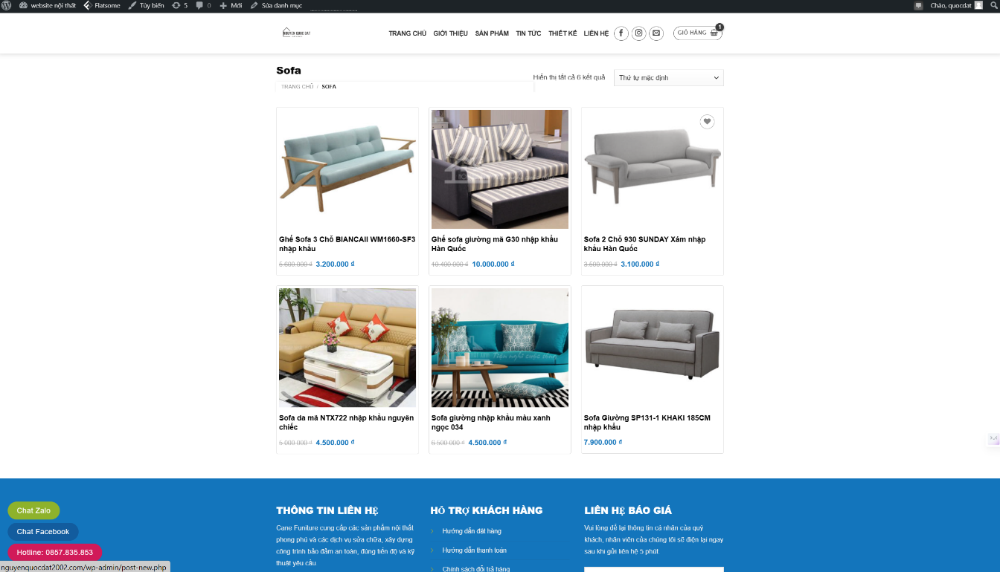 website nội thất Flatsome Tùy biến 5 0 Mới Sửa danh mục Chào, quocdat
NGUYEN QUOC DAT TRANG CHỦ GIỚI THIỆU SẢN PHẨM TIN TỨC THIẾT KẾ LIÊN HỆ GIỎ HÀNG 1
Sofa
TRANG CHỦ / SOFA
Hiển thị tất cả 6 kết quả Thứ tự mặc định
Ghế Sofa 3 Chỗ BIANCAII WM1660-SF3
nhập khẩu
6.600.000 ₫ 3.200.000 ₫
Ghế sofa giường mã G30 nhập khẩu
Hàn Quốc
10.400.000 ₫ 10.000.000 ₫
Sofa 2 Chỗ 930 SUNDAY Xám nhập
khẩu Hàn Quốc
3.500.000 ₫ 3.100.000 ₫
Sofa da mã NTX722 nhập khẩu nguyên
chiếc
5.000.000 ₫ 4.500.000 ₫
Sofa giường nhập khẩu màu xanh
ngọc 034
6.500.000 ₫ 4.500.000 ₫
Sofa Giường SP131-1 KHAKI 185CM
nhập khẩu
7.900.000 ₫
THÔNG TIN LIÊN HỆ
Cane Funiture cung cấp các sản phẩm nội thất
phong phú và các dịch vụ sửa chữa, xây dựng
công trình bảo đảm an toàn, đúng tiến độ và kỹ
thuật yêu cầu.
HỖ TRỢ KHÁCH HÀNG
Hướng dẫn đặt hàng
Hướng dẫn thanh toán
Chính sách đổi trả hàng
LIÊN HỆ BÁO GIÁ
Vui lòng để lại thông tin cá nhân của quý
khách, nhân viên của chúng tôi sẽ điện lại ngay
sau khi gửi liên hệ 5 phút
Chat Zalo
Chat Facebook
Hotline: 0857.835.853
nguyenquocdat2002.com/wp-admin/post-new.php